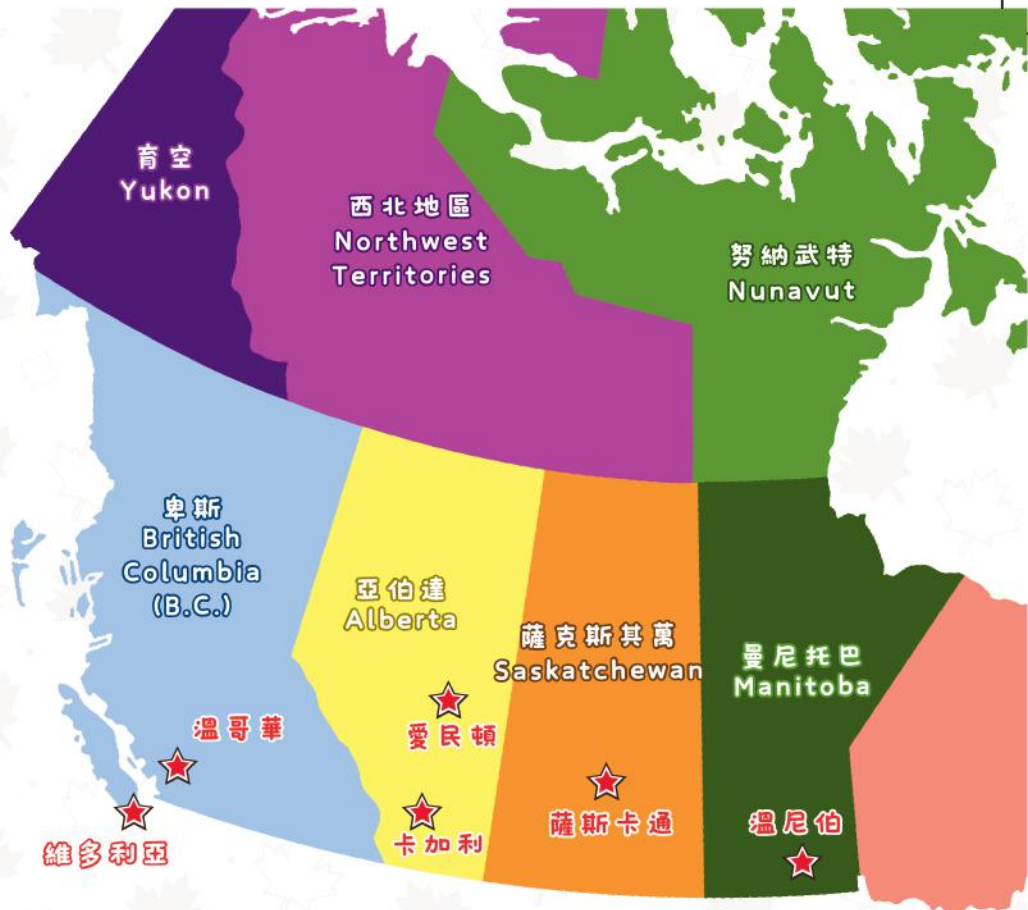 育空
Yukon
西北地區
Northwest
Territories
努納武特
Nunavut
卑斯
British
Columbia
(B.C.)
亞伯達
Alberta
薩克斯其萬
Saskatchewan
曼尼托巴
Manitoba
溫哥華
愛民頓
維多利亞
卡加利
薩斯卡通
溫尼伯